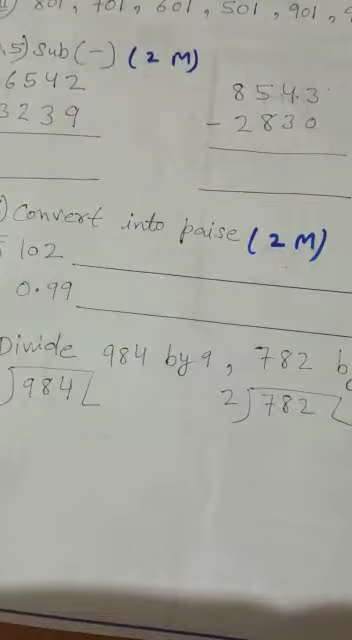 801, 701, 601, 501, 901,
5) Sub (-) (2 M)
6542
3239
8543
- 2830
) Convert into paise (2 M)
102
0.99
Divide 984 by 9, 782 b
)984(
2)782(